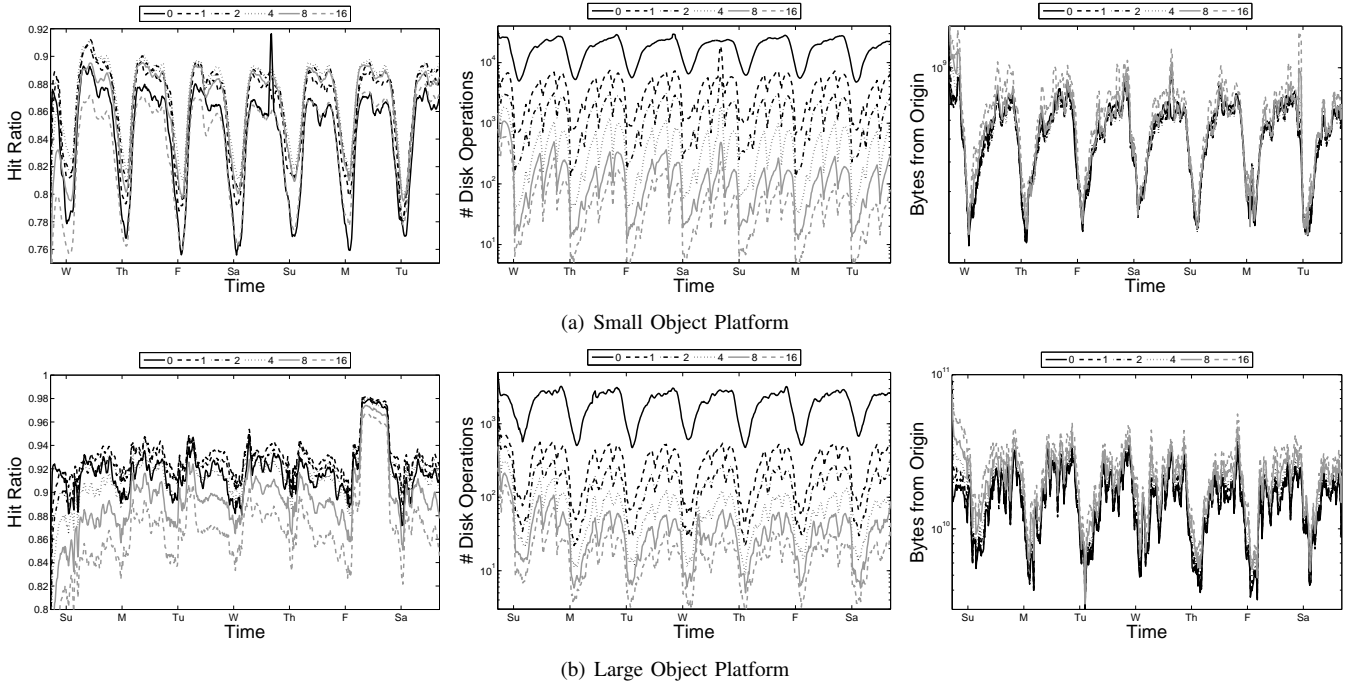 0 1 2 4 8 16
0.92
0.9
0.88
0.86
0.84
0.82
0.8
0.78
0.76
Hit Ratio
W Th F Sa Su M Tu
Time
0 1 2 4 8 16
10^4
10^3
10^2
10^1
# Disk Operations
W Th F Sa Su M Tu
Time
0 1 2 4 8 16
10^9
Bytes from Origin
W Th F Sa Su M Tu
Time
(a) Small Object Platform
0 1 2 4 8 16
1
0.98
0.96
0.94
0.92
0.9
0.88
0.86
0.84
0.82
0.8
Hit Ratio
Su M Tu W Th F Sa
Time
0 1 2 4 8 16
10^3
10^2
10^1
# Disk Operations
Su M Tu W Th F Sa
Time
0 1 2 4 8 16
10^11
10^10
Bytes from Origin
Su M Tu W Th F Sa
Time
(b) Large Object Platform